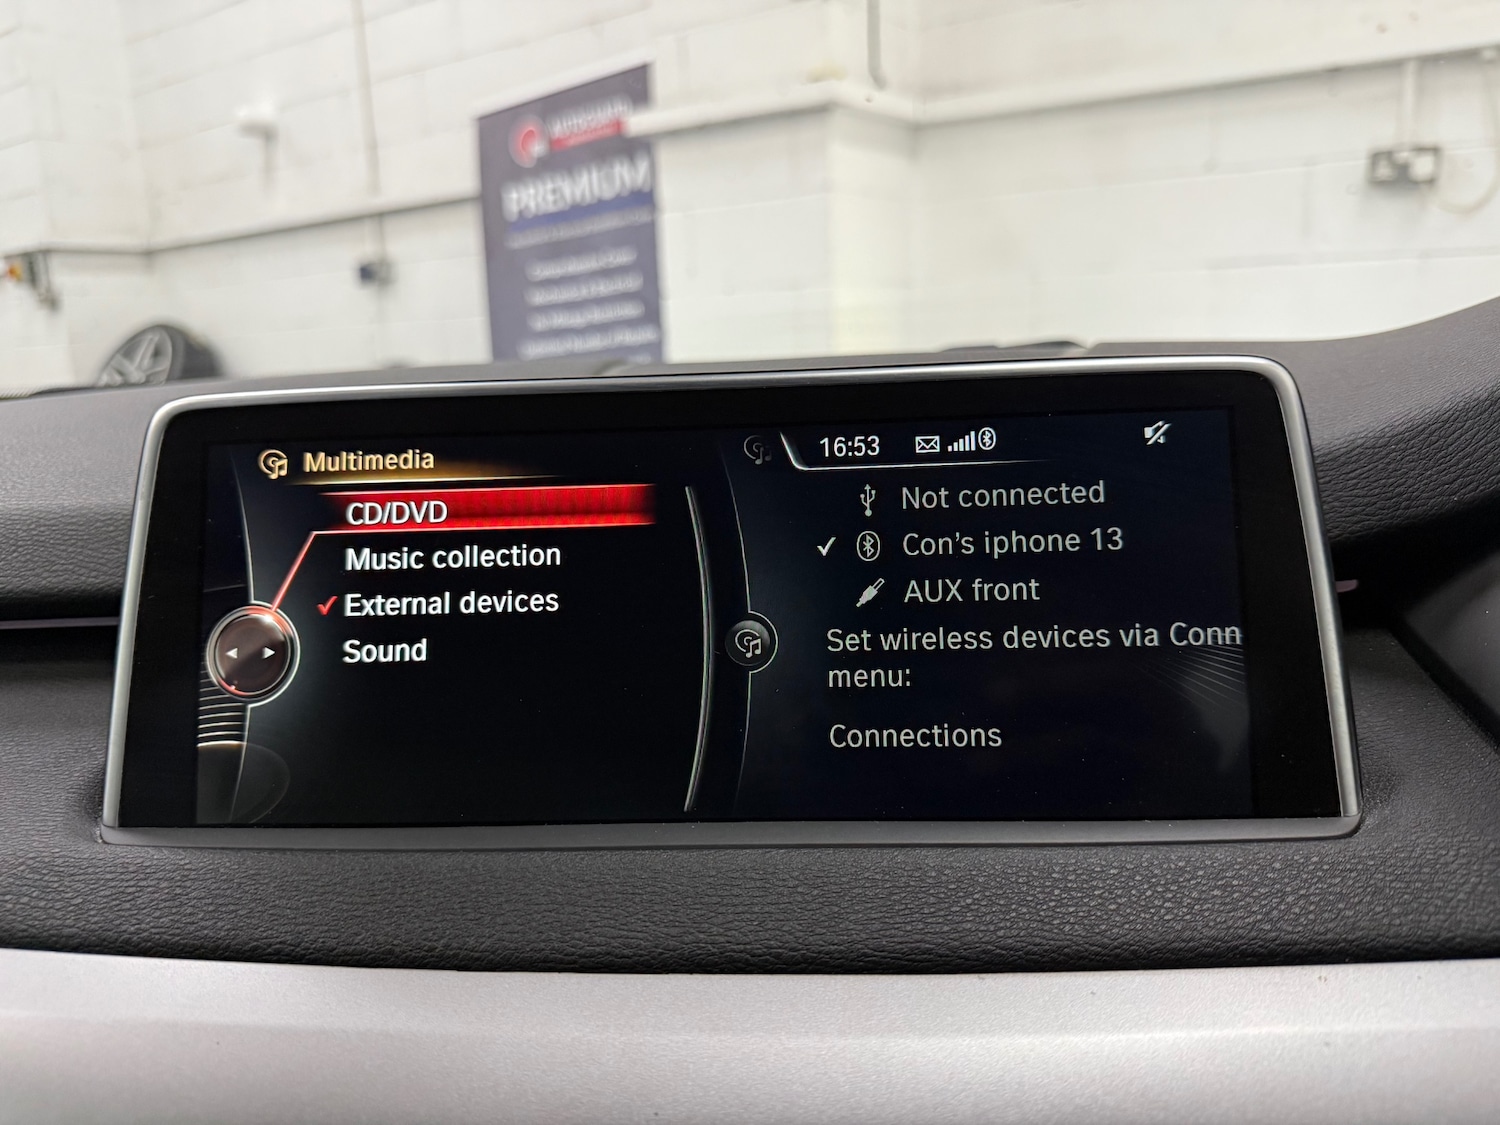 PREMIUM
Multimedia
CD/DVD
Music collection
External devices
Sound
16:53
Not connected
Con's iphone 13
AUX front
Set wireless devices via Conn
menu:
Connections